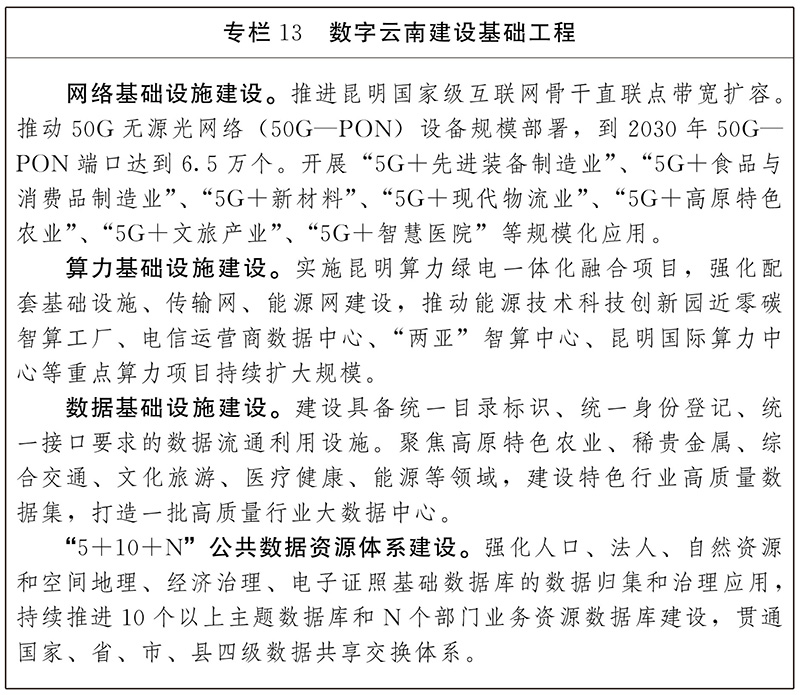 专栏 13　数字云南建设基础工程
网络基础设施建设。推进昆明国家级互联网骨干直联点带宽扩容。
推动 50G 无源光网络（50G—PON）设备规模部署，到 2030 年 50G—
PON 端口达到 6.5 万个。开展“5G＋先进装备制造业”、“5G＋食品与
消费品制造业”、“5G＋新材料”、“5G＋现代物流业”、“5G＋高原特色
农业”、“5G＋文旅产业”、“5G＋智慧医院”等规模化应用。
算力基础设施建设。实施昆明算力绿电一体化融合项目，强化配
套基础设施、传输网、能源网建设，推动能源技术科技创新园近零碳
智算工厂、电信运营商数据中心、“两亚”智算中心、昆明国际算力中
心等重点算力项目持续扩大规模。
数据基础设施建设。建设具备统一目录标识、统一身份登记、统
一接口要求的数据流通利用设施。聚焦高原特色农业、稀贵金属、综
合交通、文化旅游、医疗健康、能源等领域，建设特色行业高质量数
据集，打造一批高质量行业大数据中心。
“5＋10＋N”公共数据资源体系建设。强化人口、法人、自然资源
和空间地理、经济治理、电子证照基础数据库的数据归集和治理应用，
持续推进 10 个以上主题数据库和 N 个部门业务资源数据库建设，贯通
国家、省、市、县四级数据共享交换体系。